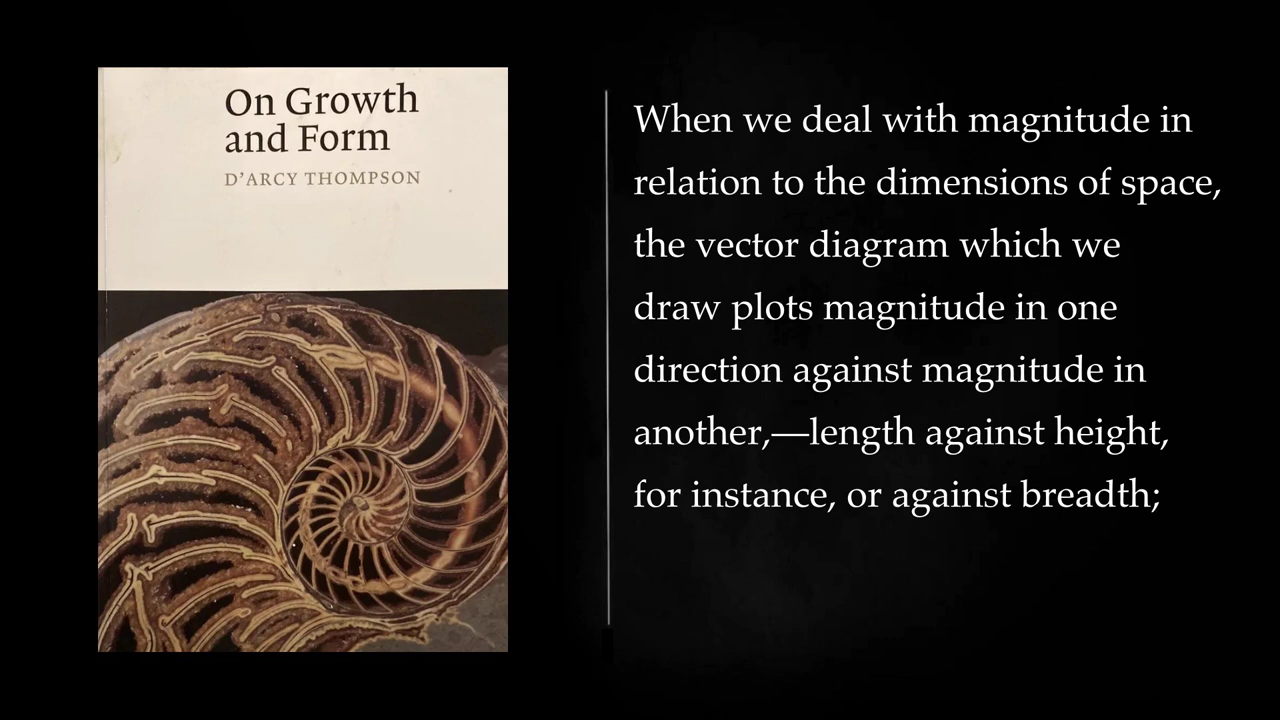 On Growth
and Form
D'ARCY THOMPSON
When we deal with magnitude in
relation to the dimensions of space,
the vector diagram which we
draw plots magnitude in one
direction against magnitude in
another,—length against height,
for instance, or against breadth;